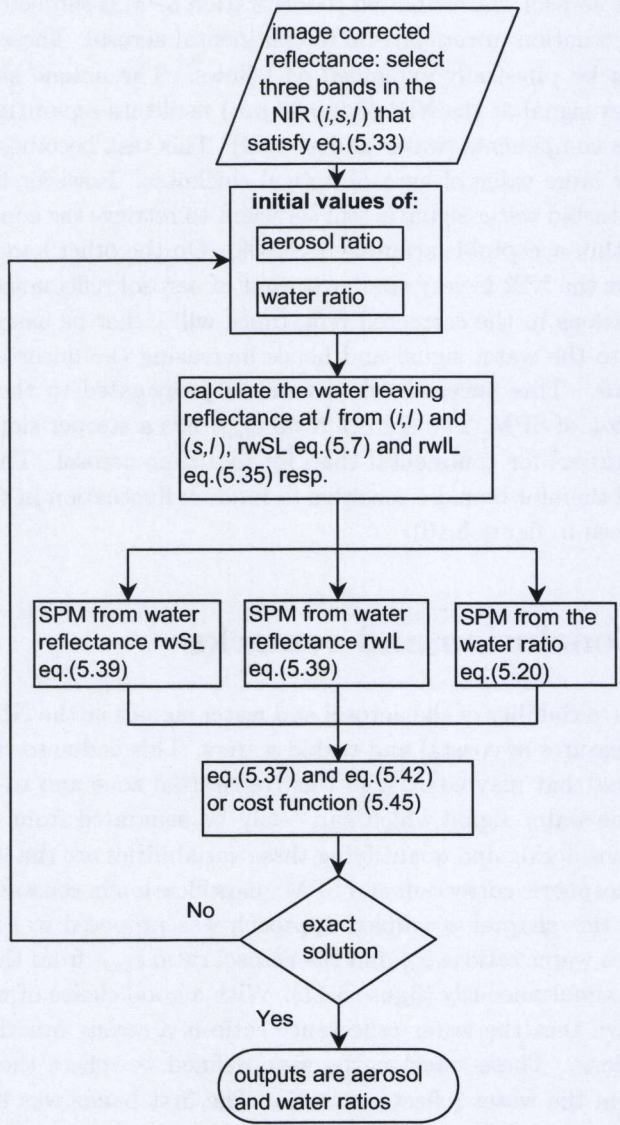 image corrected
reflectance: select
three bands in the
NIR (i,s,l) that
satisfy eq.(5.33)
initial values of:
aerosol ratio
water ratio
calculate the water leaving
reflectance at l from (i,l) and
(s,l), rwSL eq.(5.7) and rwIL
eq.(5.35) resp.
SPM from water
reflectance rwSL
eq.(5.39)
SPM from water
reflectance rwIL
eq.(5.39)
SPM from the
water ratio
eq.(5.20)
eq.(5.37) and eq.(5.42)
or cost function (5.45)
No
exact
solution
Yes
outputs are aerosol
and water ratios